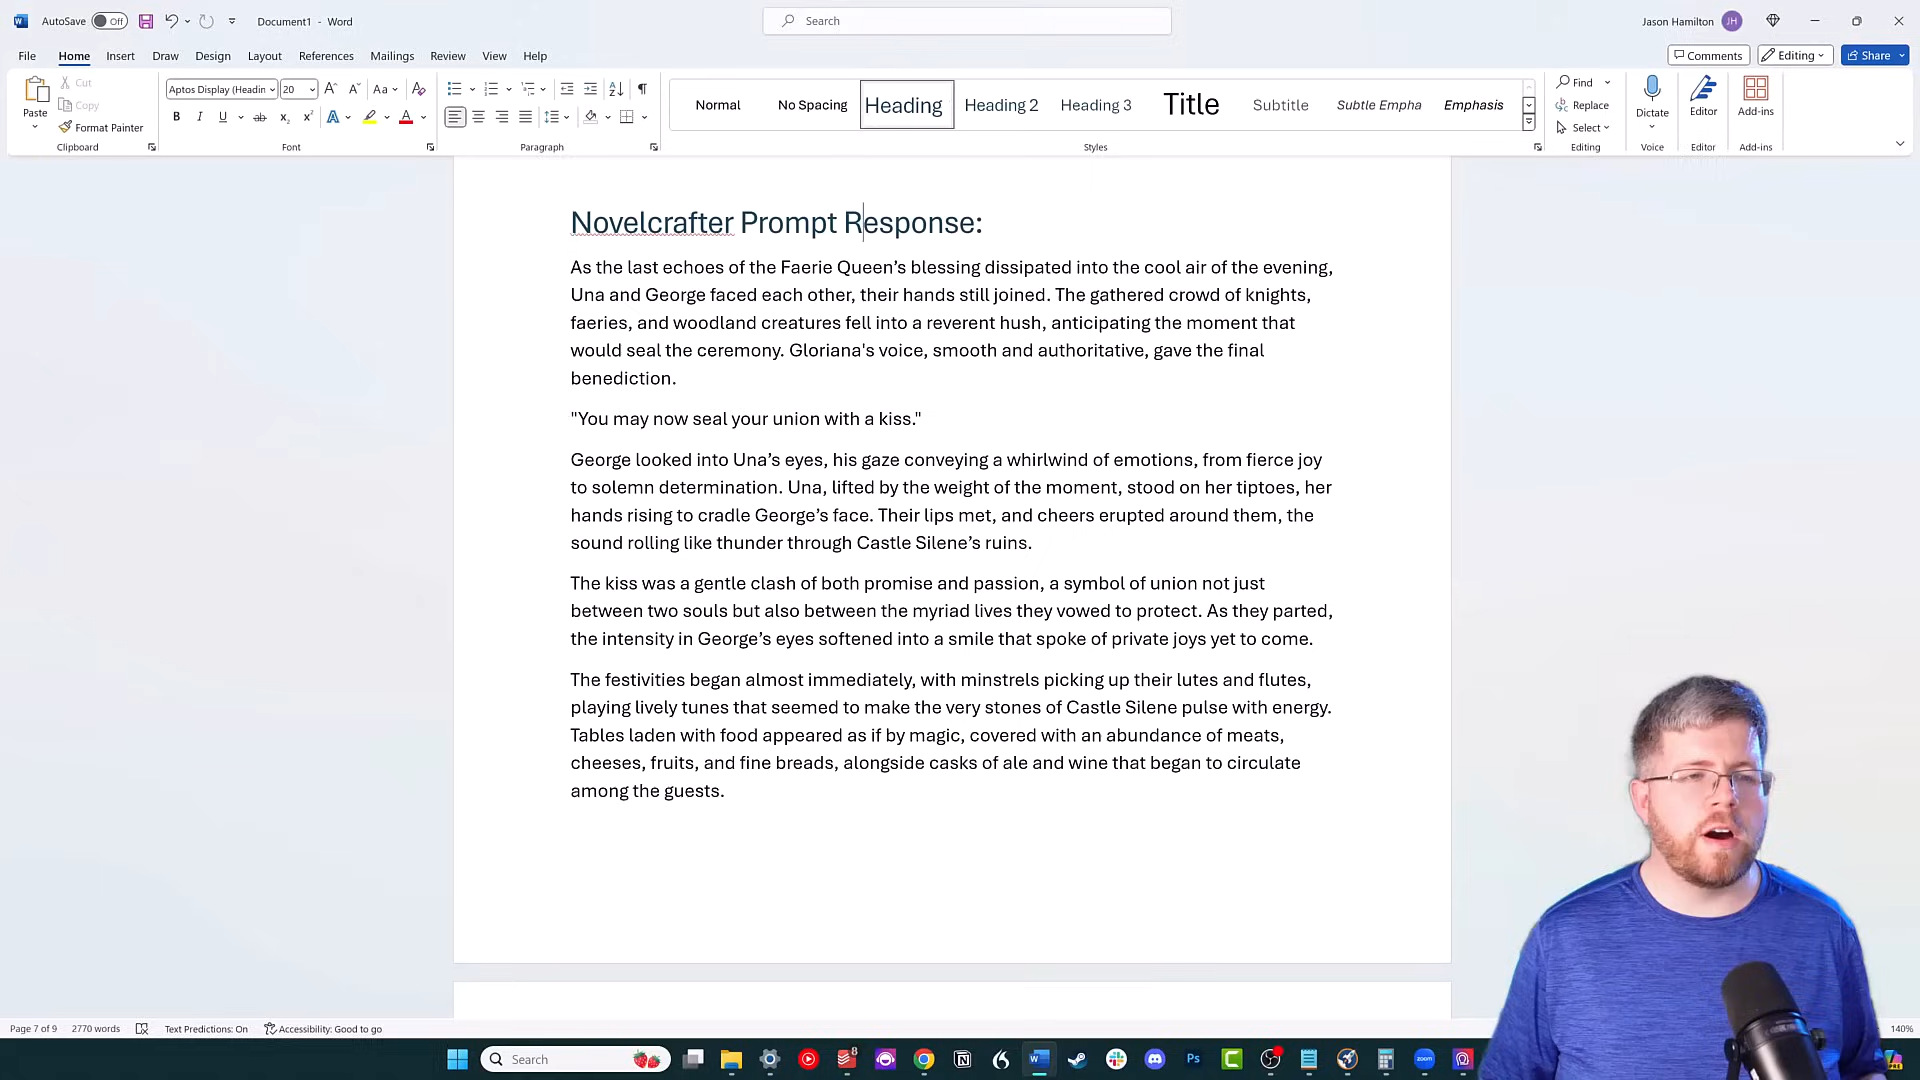 AutoSave Off Document1 - Word Search Jason Hamilton JH
File Home Insert Draw Design Layout References Mailings Review View Help Comments Editing Share
Paste Cut Copy Format Painter
Clipboard
Aptos Display (Headin 20 Aa
B I U ab x₂ x² A A
Font
Paragraph
Normal No Spacing Heading Heading 2 Heading 3 Title Subtitle Subtle Empha Emphasis
Styles
Find Replace Select
Editing
Dictate
Voice
Editor
Editor
Add-ins
Add-ins
Novelcrafter Prompt Response:
As the last echoes of the Faerie Queen’s blessing dissipated into the cool air of the evening,
Una and George faced each other, their hands still joined. The gathered crowd of knights,
faeries, and woodland creatures fell into a reverent hush, anticipating the moment that
would seal the ceremony. Gloriana's voice, smooth and authoritative, gave the final
benediction.
"You may now seal your union with a kiss."
George looked into Una’s eyes, his gaze conveying a whirlwind of emotions, from fierce joy
to solemn determination. Una, lifted by the weight of the moment, stood on her tiptoes, her
hands rising to cradle George’s face. Their lips met, and cheers erupted around them, the
sound rolling like thunder through Castle Silene’s ruins.
The kiss was a gentle clash of both promise and passion, a symbol of union not just
between two souls but also between the myriad lives they vowed to protect. As they parted,
the intensity in George’s eyes softened into a smile that spoke of private joys yet to come.
The festivities began almost immediately, with minstrels picking up their lutes and flutes,
playing lively tunes that seemed to make the very stones of Castle Silene pulse with energy.
Tables laden with food appeared as if by magic, covered with an abundance of meats,
cheeses, fruits, and fine breads, alongside casks of ale and wine that began to circulate
among the guests.
Page 7 of 9 2770 words Text Predictions: On Accessibility: Good to go 140%
Search 8 Ps zoom